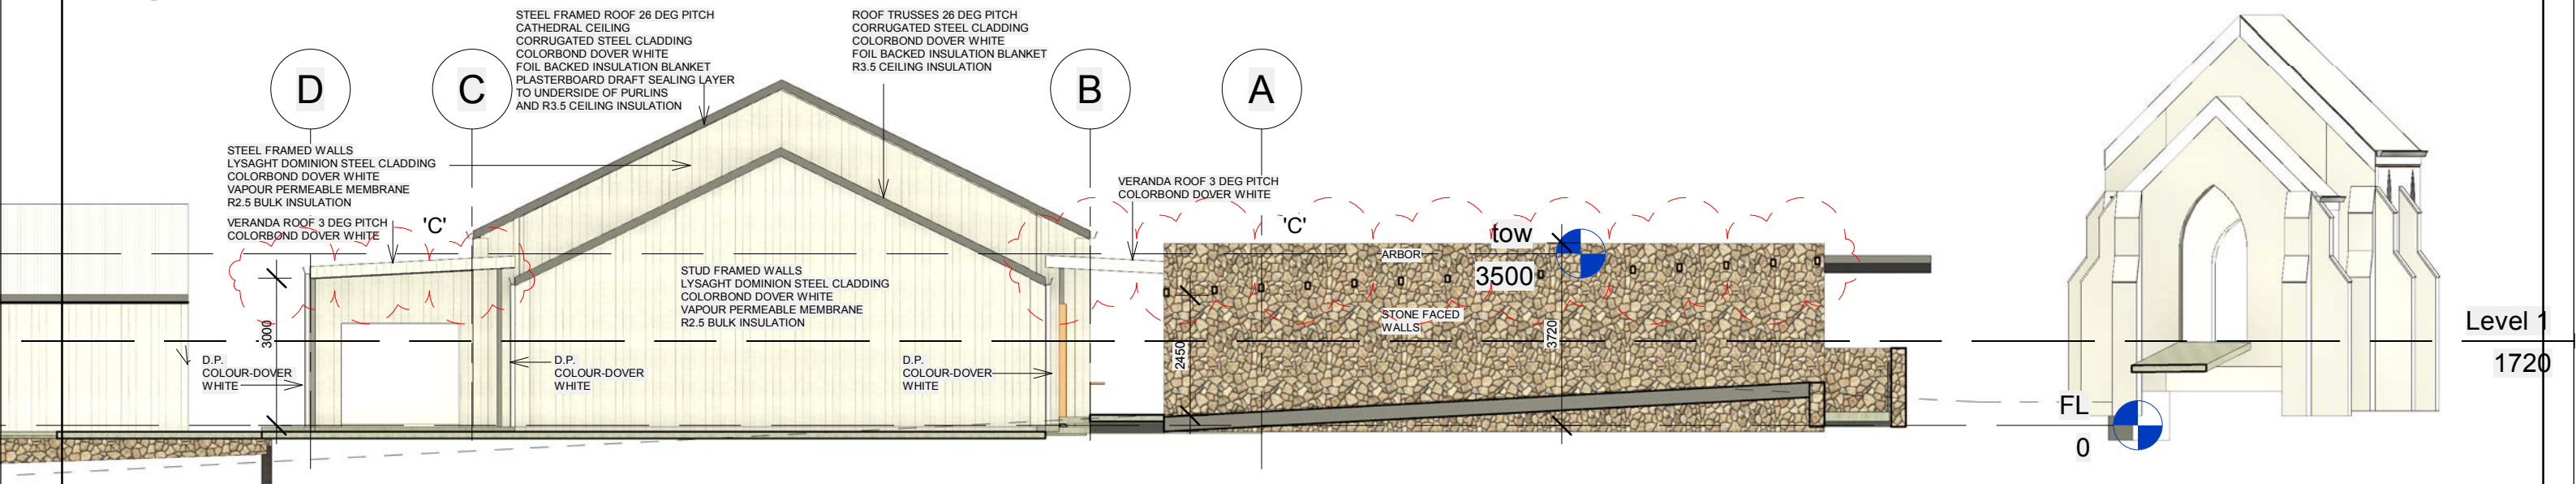 STEEL FRAMED ROOF 26 DEG PITCH
CATHEDRAL CEILING
CORRUGATED STEEL CLADDING
COLORBOND DOVER WHITE
FOIL BACKED INSULATION BLANKET
PLASTERBOARD DRAFT SEALING LAYER
TO UNDERSIDE OF PURLINS
AND R3.5 CEILING INSULATION
ROOF TRUSSES 26 DEG PITCH
CORRUGATED STEEL CLADDING
COLORBOND DOVER WHITE
FOIL BACKED INSULATION BLANKET
R3.5 CEILING INSULATION
D
C
B
A
STEEL FRAMED WALLS
LYSAGHT DOMINION STEEL CLADDING
COLORBOND DOVER WHITE
VAPOUR PERMEABLE MEMBRANE
R2.5 BULK INSULATION
VERANDA ROOF 3 DEG PITCH
COLORBOND DOVER WHITE
'C'
VERANDA ROOF 3 DEG PITCH
COLORBOND DOVER WHITE
'C'
tow
3500
ARBOR
STUD FRAMED WALLS
LYSAGHT DOMINION STEEL CLADDING
COLORBOND DOVER WHITE
VAPOUR PERMEABLE MEMBRANE
R2.5 BULK INSULATION
STONE FACED
WALLS
3000
2450
3720
D.P.
COLOUR-DOVER
WHITE
D.P.
COLOUR-DOVER
WHITE
D.P.
COLOUR-DOVER
WHITE
Level 1
1720
FL
0